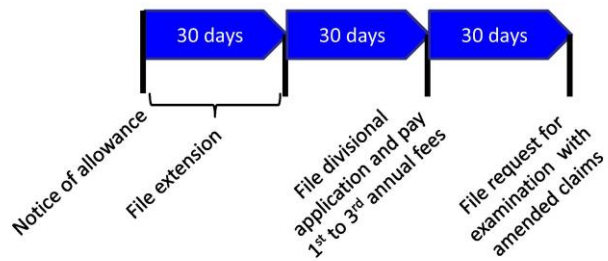 30 days
30 days
30 days
Notice of allowance
File extension
File divisional
application and pay
1st to 3rd annual fees
File request for
examination with
amended claims